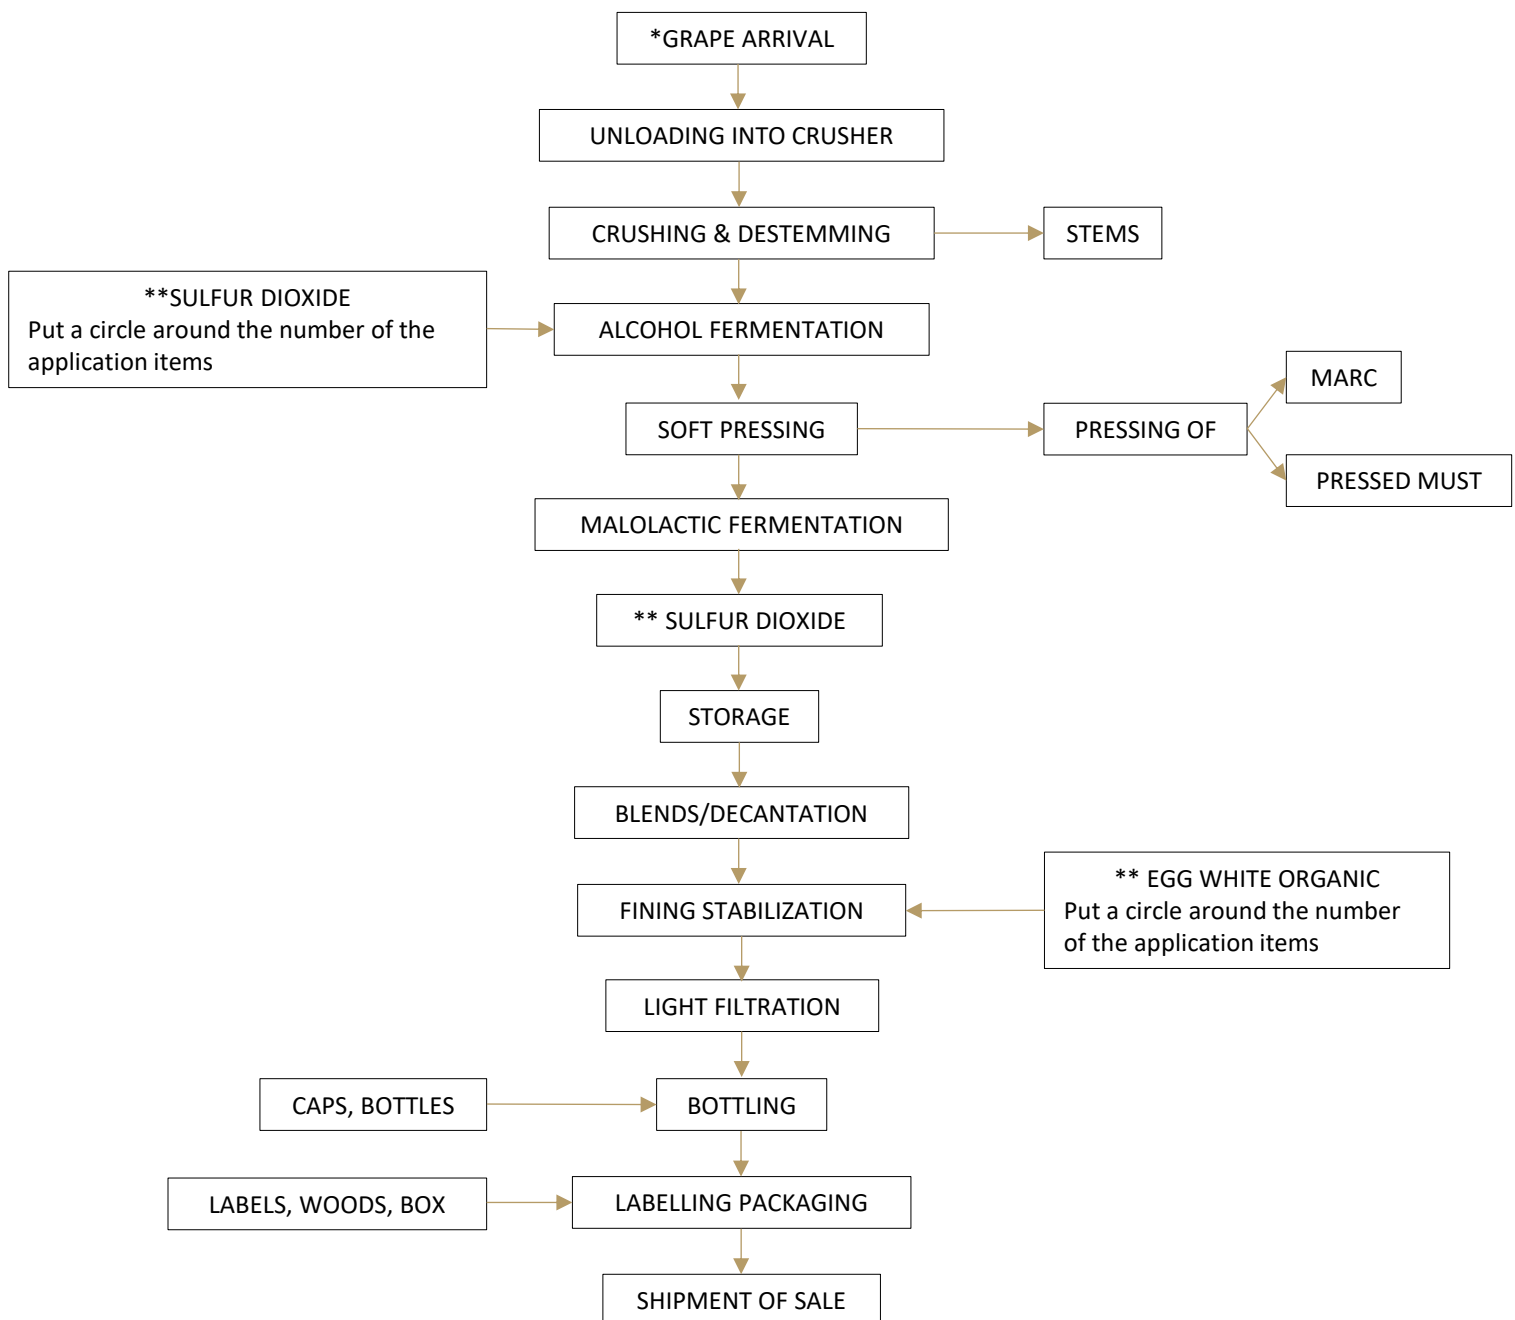 *GRAPE ARRIVAL
UNLOADING INTO CRUSHER
CRUSHING & DESTEMMING
STEMS
**SULFUR DIOXIDE
Put a circle around the number of the
application items
ALCOHOL FERMENTATION
MARC
SOFT PRESSING
PRESSING OF
PRESSED MUST
MALOLACTIC FERMENTATION
** SULFUR DIOXIDE
STORAGE
BLENDS/DECANTATION
** EGG WHITE ORGANIC
Put a circle around the number
of the application items
FINING STABILIZATION
LIGHT FILTRATION
CAPS, BOTTLES
BOTTLING
LABELS, WOODS, BOX
LABELLING PACKAGING
SHIPMENT OF SALE